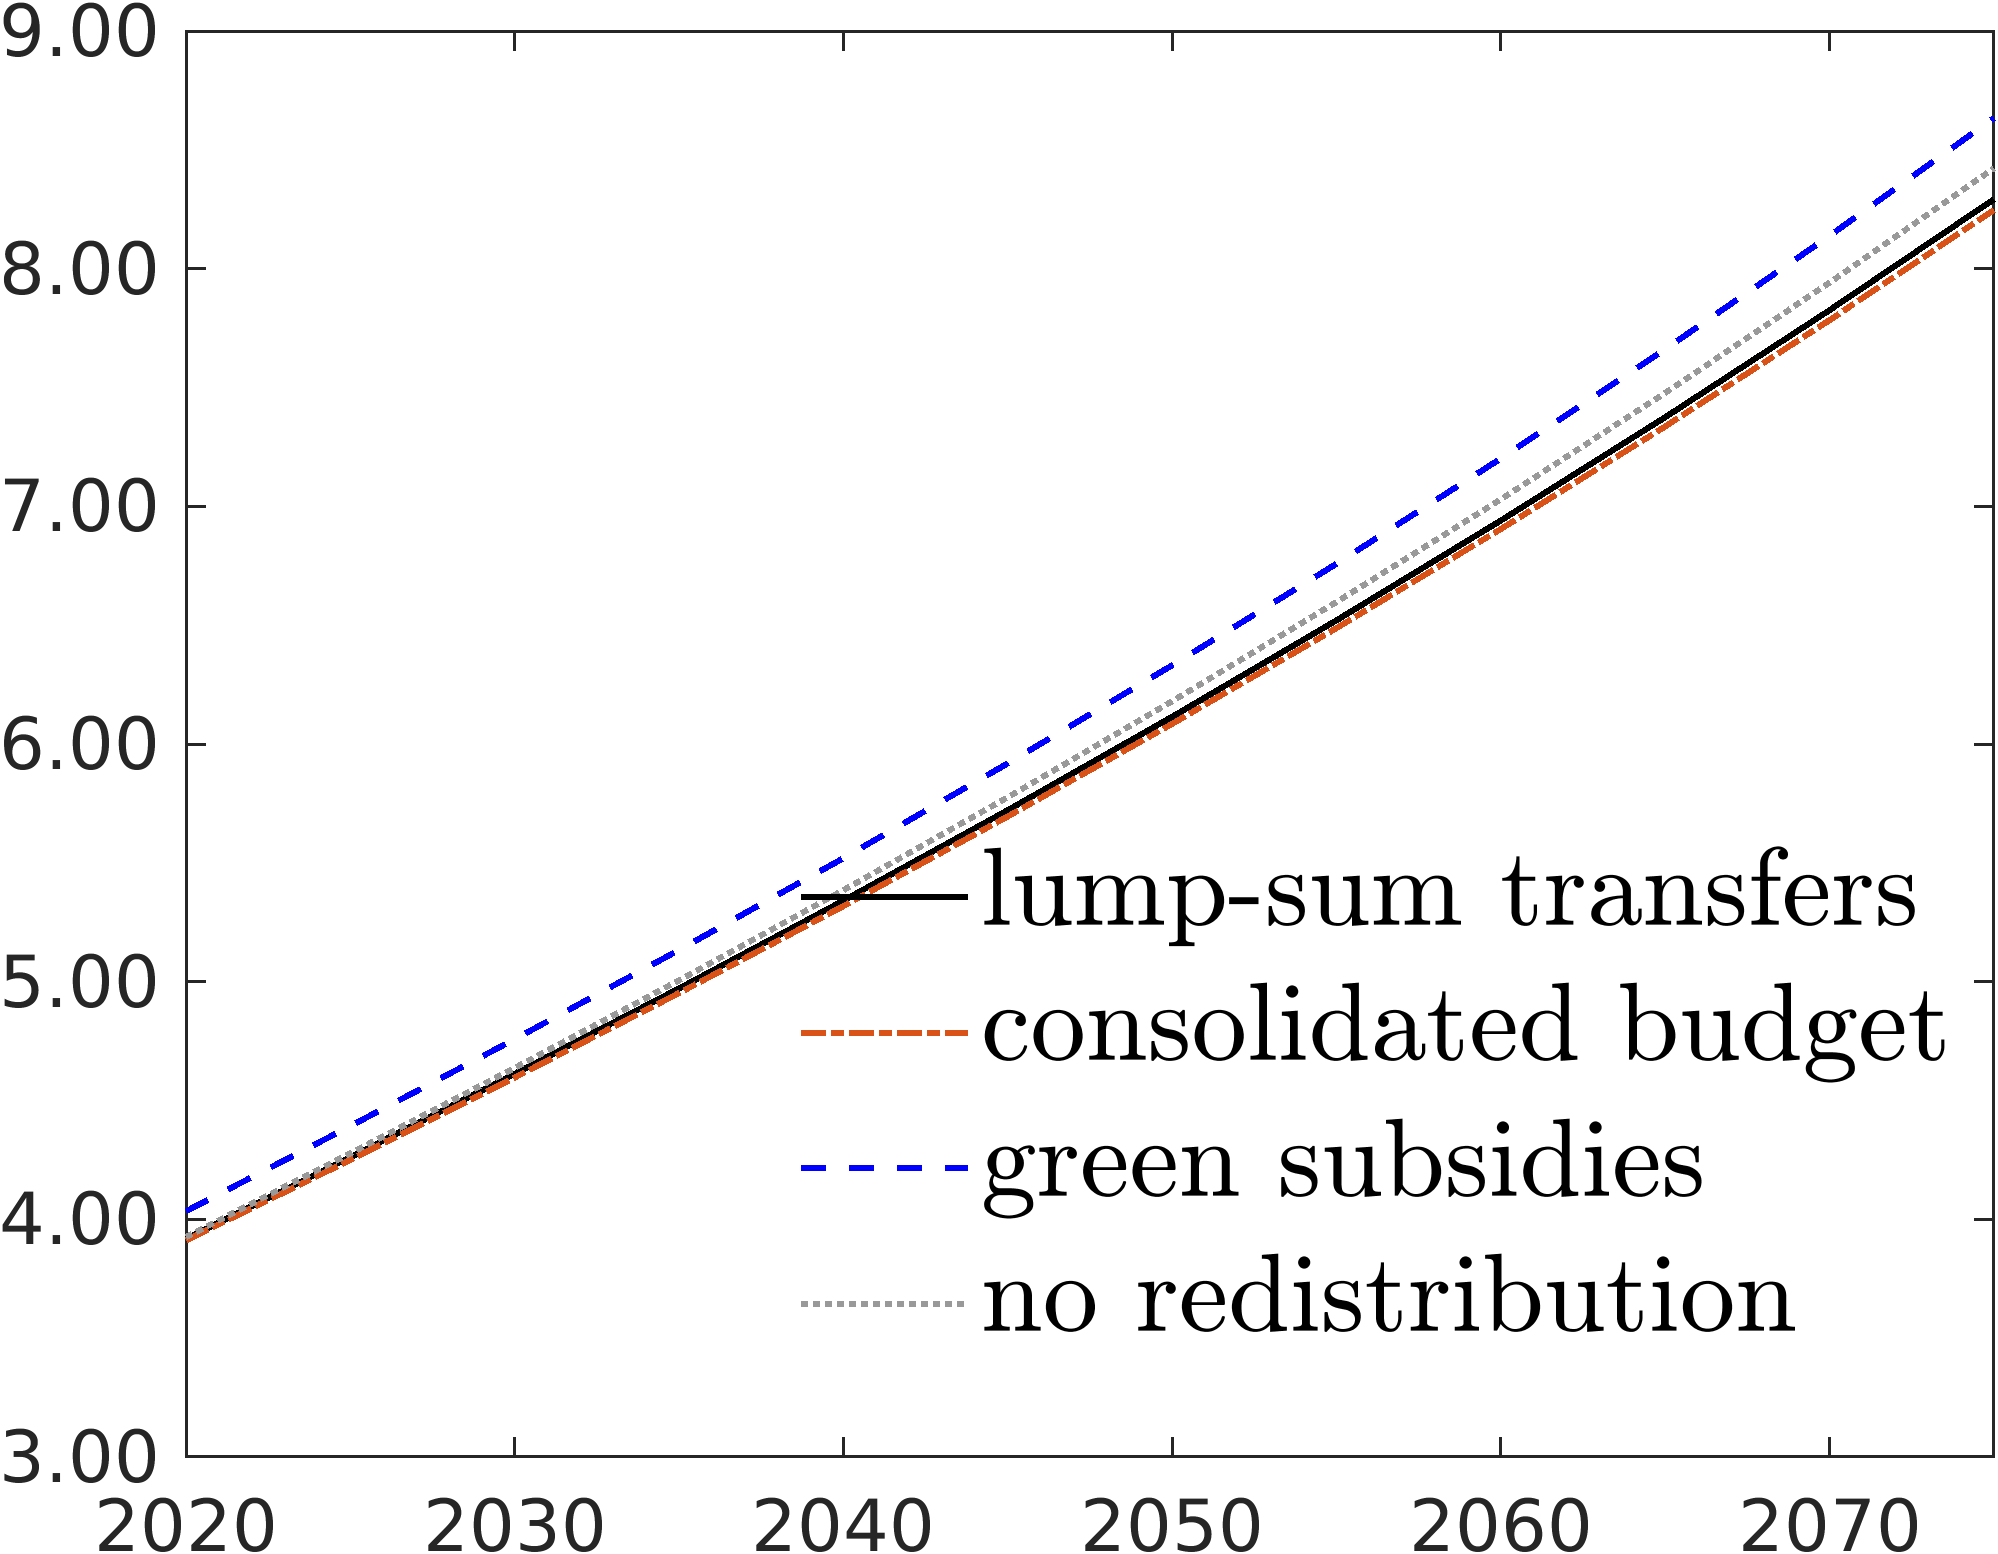 9.00
8.00
7.00
6.00
5.00
4.00
3.00
lump-sum transfers
consolidated budget
green subsidies
no redistribution
2020 2030 2040 2050 2060 2070